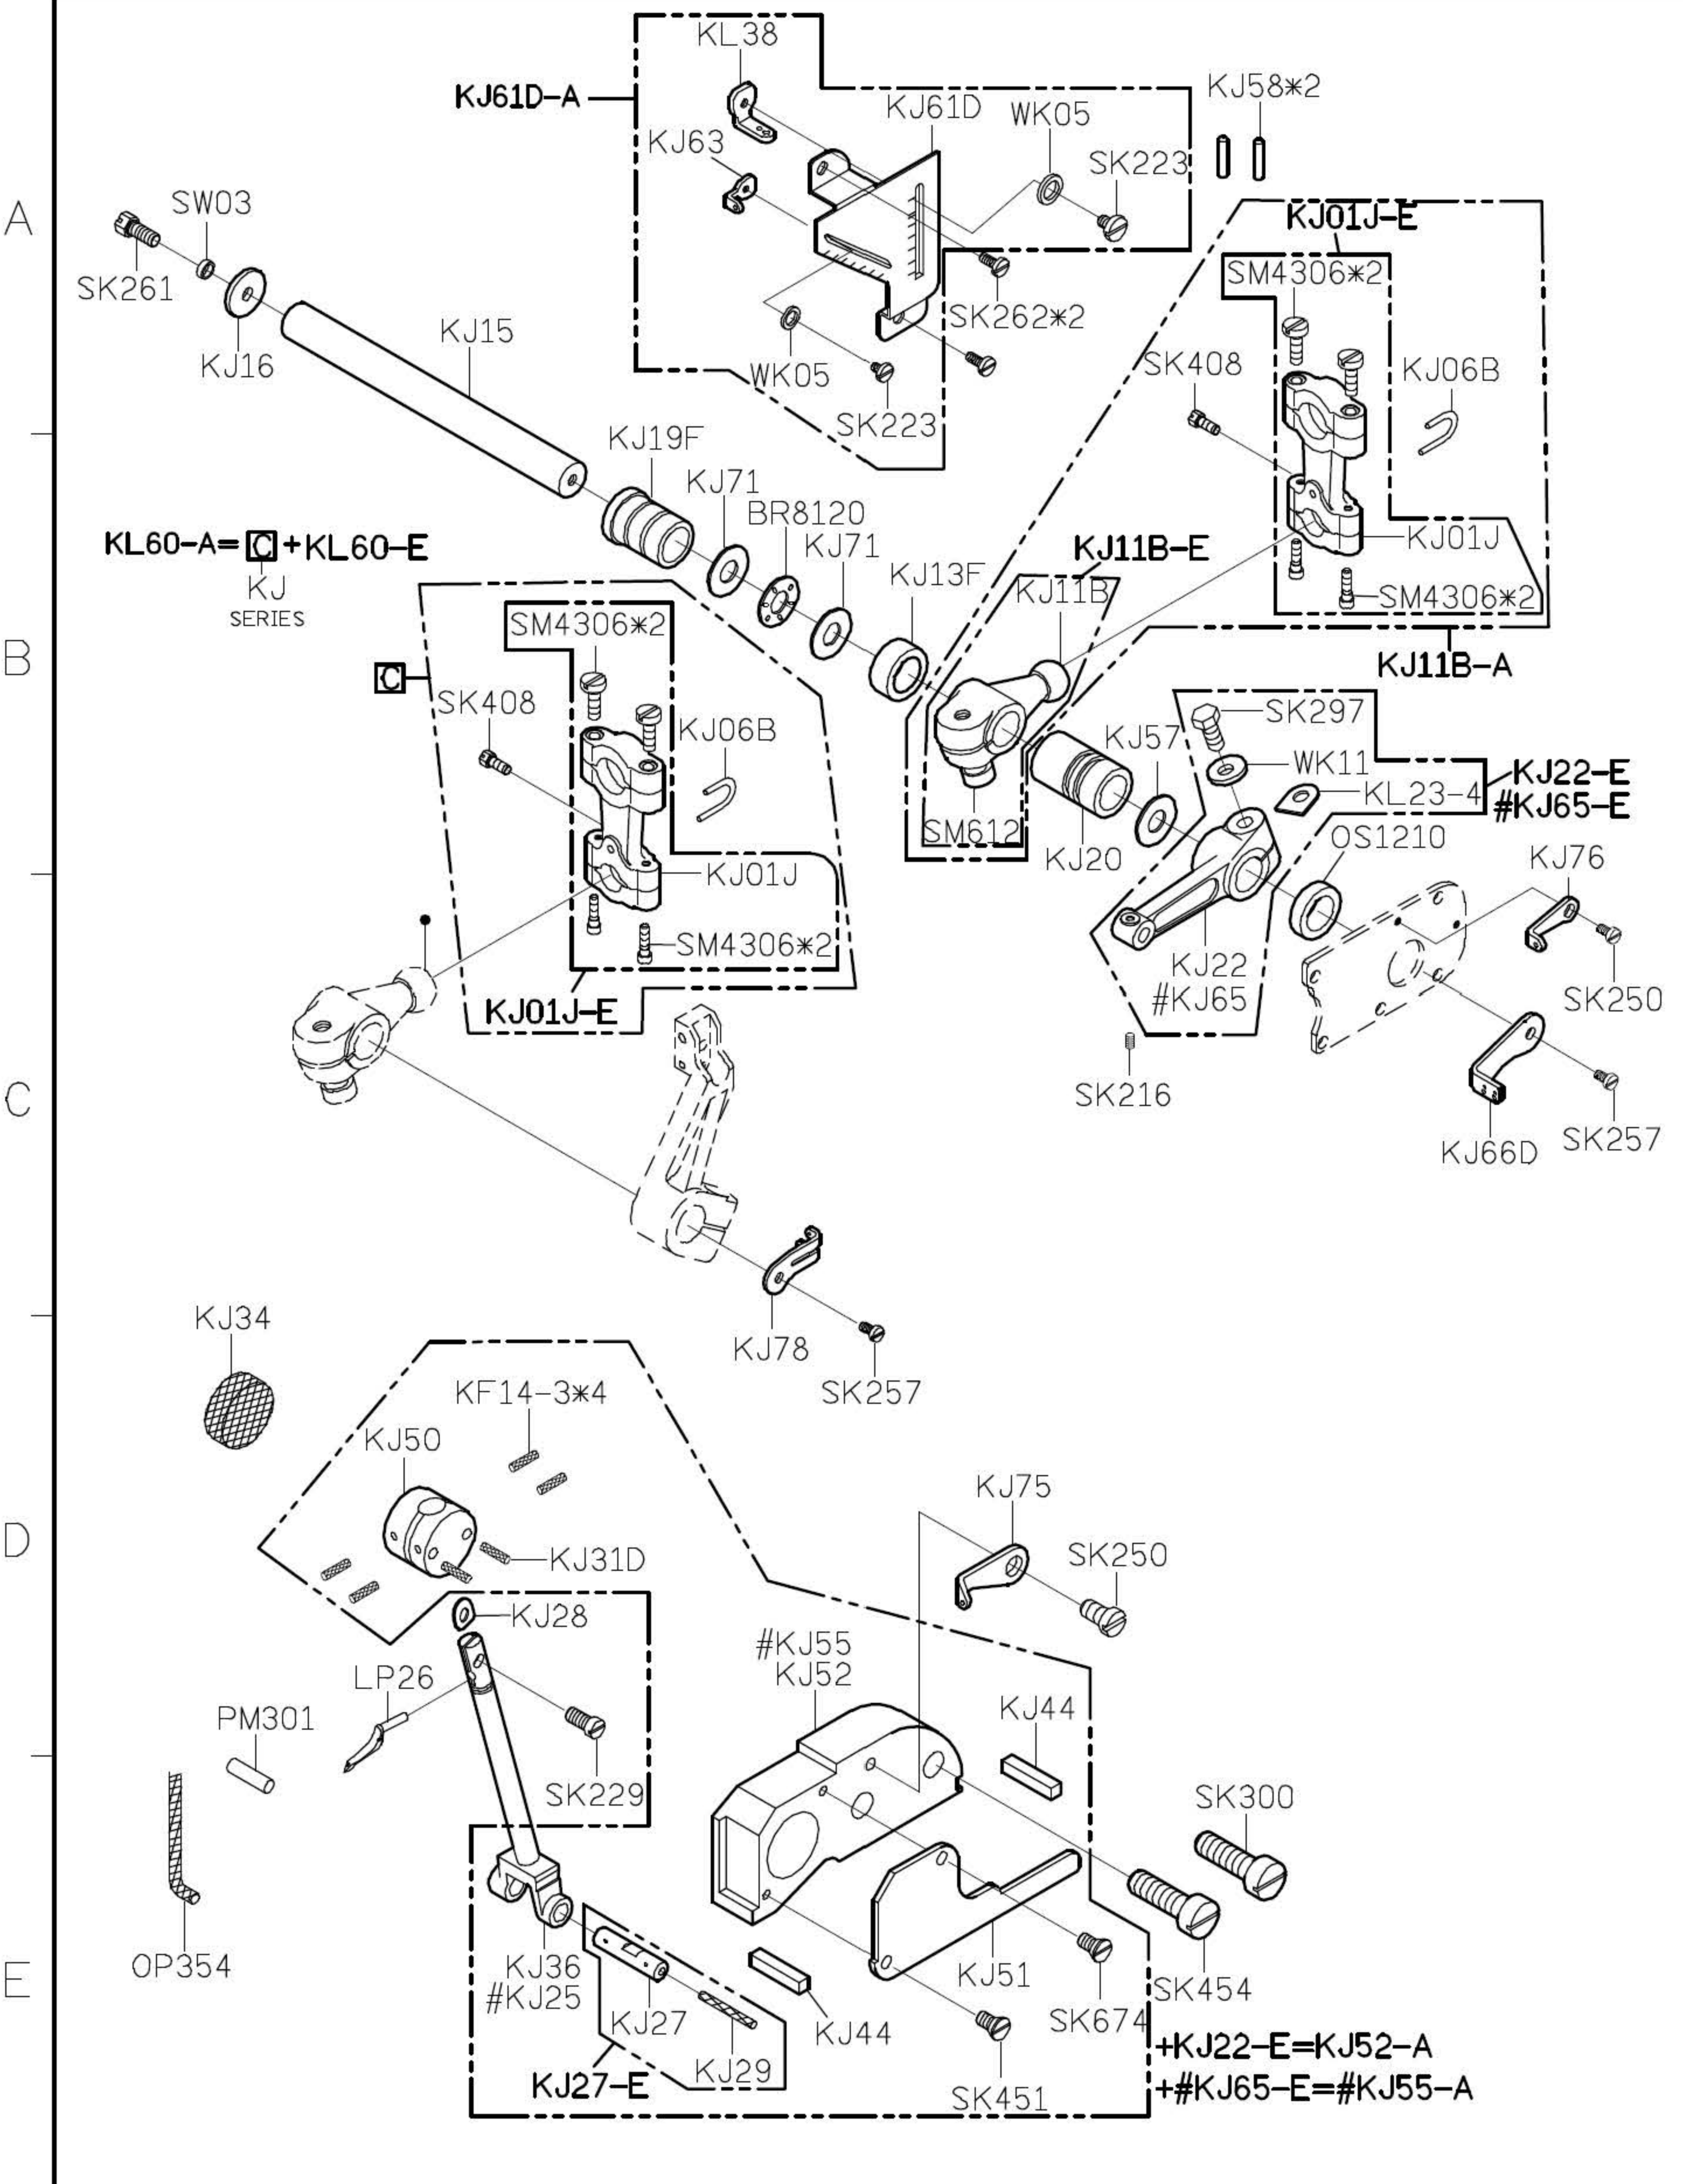 KL38
KJ61D-A
KJ61D
WK05
KJ58*2
KJ63
SK223
A
SW03
SK261
KJ16
KJ15
KJ01J-E
SM4306*2
SK262*2
WK05
SK223
SK408
KJ06B
KJ19F
KJ71
BR8120
KJ71
KJ01J
SM4306*2
KL60-A= C +KL60-E
KJ
SERIES
KJ13F
KJ11B-E
KJ11B
KJ11B-A
B
SM4306*2
C
SK408
KJ06B
KJ57
SK297
WK11
KL23-4
KJ22-E
#KJ65-E
SM612
KJ20
OS1210
KJ76
KJ01J
SM4306*2
KJ01J-E
KJ22
#KJ65
SK250
SK216
C
KJ66D
SK257
KJ78
SK257
KJ34
KF14-3*4
KJ50
KJ31D
D
KJ75
SK250
KJ28
#KJ55
KJ52
LP26
PM301
KJ44
SK229
SK300
OP354
E
KJ36
#KJ25
KJ27
KJ29
KJ27-E
KJ44
KJ51
SK674
SK454
SK451
+KJ22-E=KJ52-A
+#KJ65-E=#KJ55-A